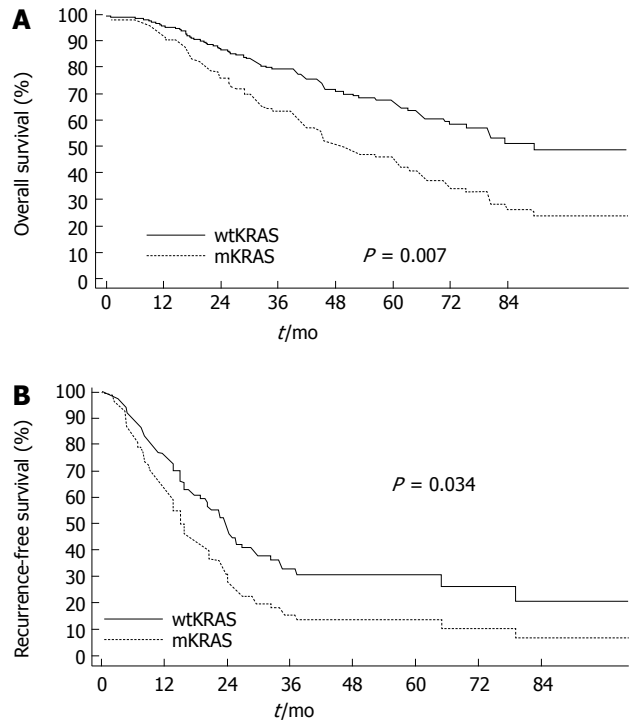 A
Overall survival (%)
100
90
80
70
60
50
40
30
20
10
0
wtKRAS
mKRAS
P = 0.007
0 12 24 36 48 60 72 84
t/mo
B
Recurrence-free survival (%)
100
90
80
70
60
50
40
30
20
10
0
P = 0.034
wtKRAS
mKRAS
0 12 24 36 48 60 72 84
t/mo